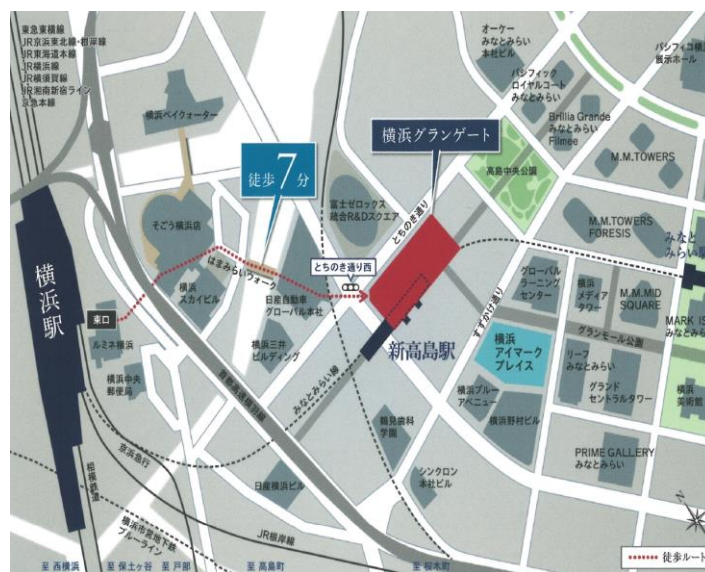 東急東横線
JR京浜東北線・根岸線
JR東海道本線
JR横浜線
JR横須賀線
JR湘南新宿ライン
京急本線
横浜ベイクォーター
徒歩7分
横浜グランゲート
オーケー
みなとみらい
本社ビル
パシフィック
ロイヤルコート
みなとみらい
パシフィコ横浜
展示ホール
Brillia Grande
みなとみらい
Filmee
高島中央公園
M.M.TOWERS
M.M.TOWERS
FORESIS
富士ゼロックス
統合R&Dスクエア
とちのき通り
そごう横浜店
はまみらいウォーク
とちのき通り西
横浜
スカイビル
日産自動車
グローバル本社
横浜駅
東口
ルミネ横浜
横浜中央
郵便局
横浜三井
ビルディング
首都高速横羽線
みなとみらい線
新高島駅
すずかけ通り
グローバル
ラーニング
センター
横浜
メディア
タワー
M.M.MID
SQUARE
みなと
みらい駅
MARK IS
みなとみらい
グランモール公園
横浜
アイマーク
プレイス
リーフ
みなとみらい
グランド
セントラルタワー
横浜
美術館
横浜ブルー
アベニュー
横浜野村ビル
鶴見歯科
学園
シンクロン
本社ビル
PRIME GALLERY
みなとみらい
日産横浜ビル
京浜急行
相模鉄道
横浜市営地下鉄
ブルーライン
JR根岸線
N
至 西横浜
至 保土ヶ谷
至 戸部
至 高島町
至 桜木町
徒歩ルート